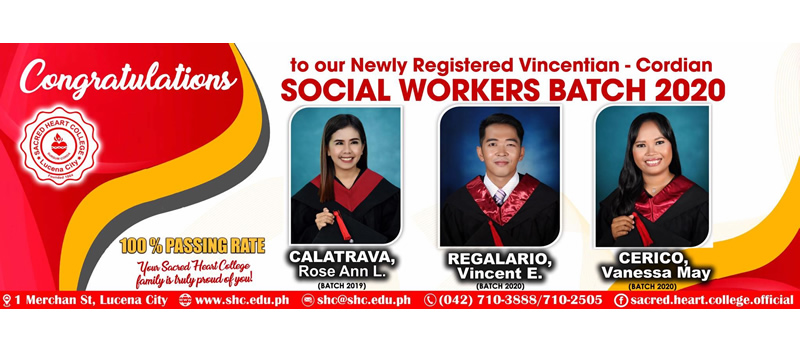 Congratulations
to our Newly Registered Vincentian - Cordian
SOCIAL WORKERS BATCH 2020
SACRED HEART COLLEGE
Lucena City
100 % PASSING RATE
Your Sacred Heart College
family is truly proud of you!
CALATRAVA,
Rose Ann L.
(BATCH 2019)
REGALARIO,
Vincent E.
(BATCH 2020)
CERICO,
Vanessa May
(BATCH 2020)
1 Merchan St, Lucena City www.shc.edu.ph shc@shc.edu.ph (042) 710-3888/710-2505 sacred.heart.college.official